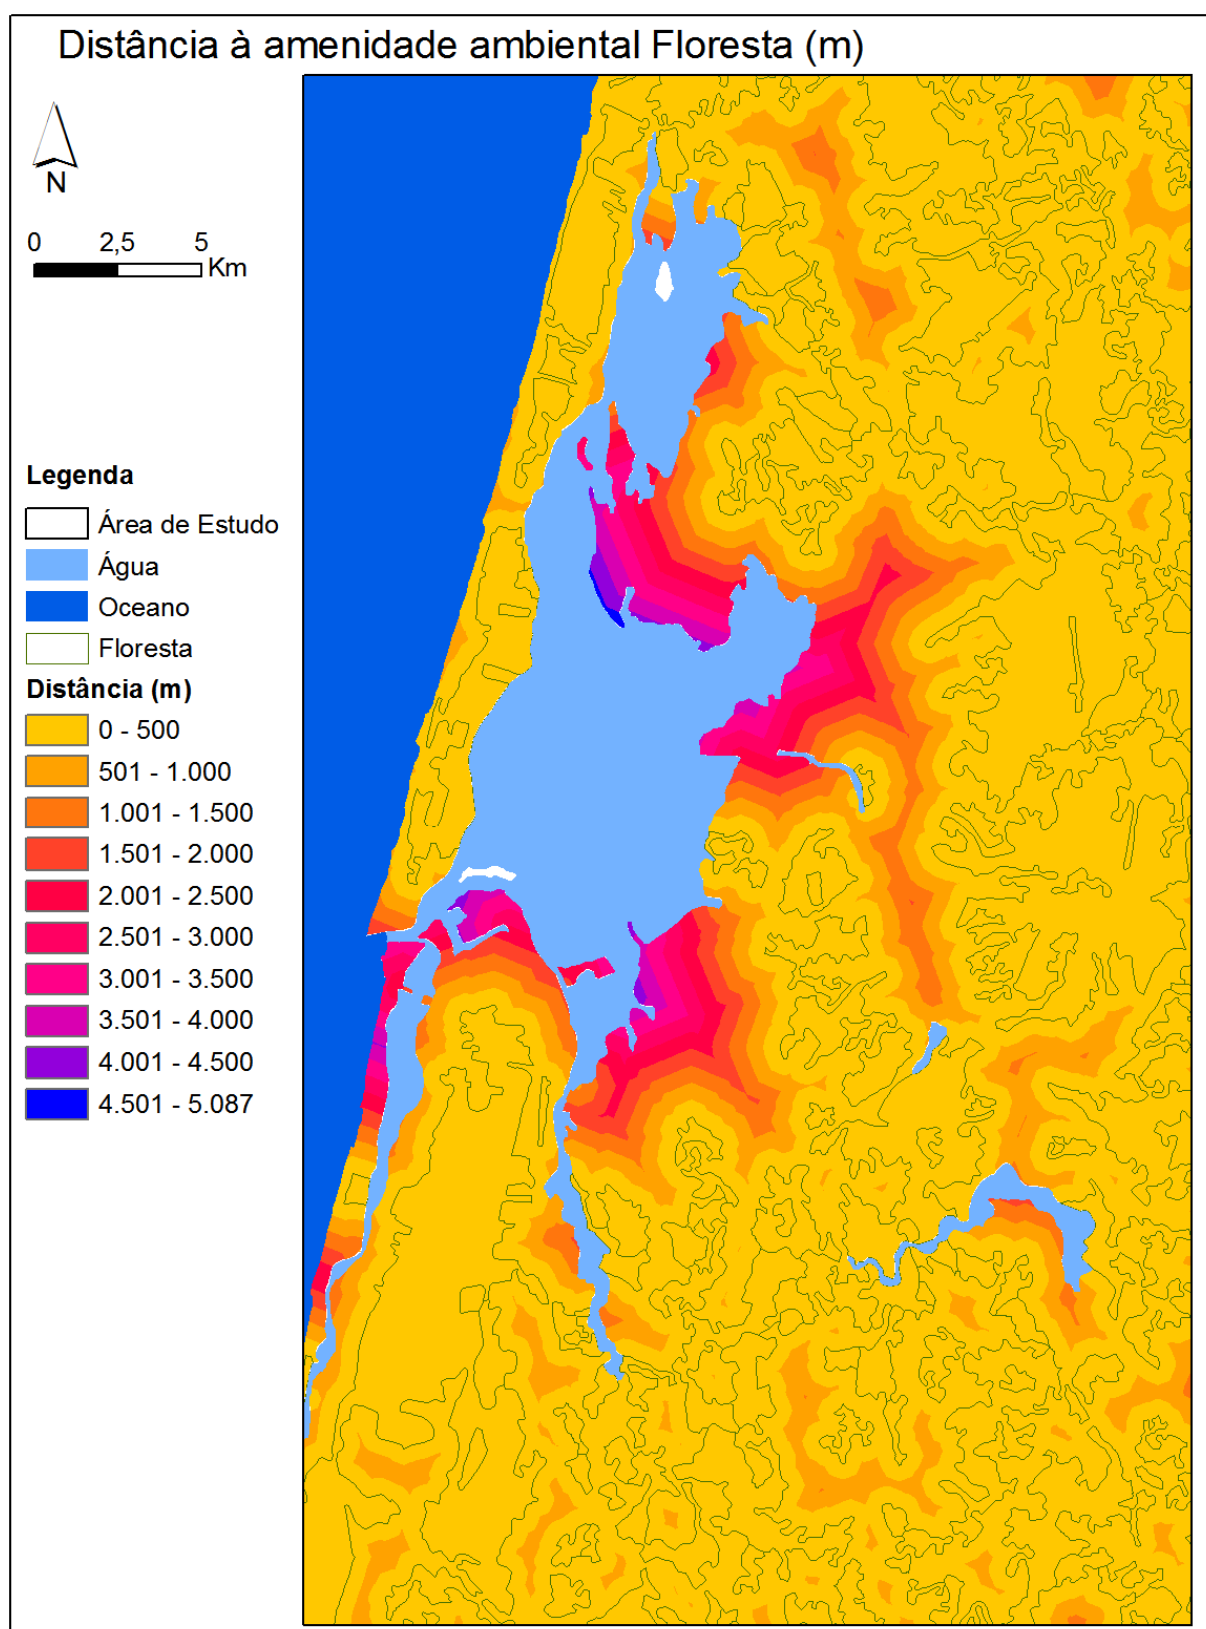 Distância à amenidade ambiental Floresta (m)
N
0 2,5 5
Km
Legenda
Área de Estudo
Água
Oceano
Floresta
Distância (m)
0 - 500
501 - 1.000
1.001 - 1.500
1.501 - 2.000
2.001 - 2.500
2.501 - 3.000
3.001 - 3.500
3.501 - 4.000
4.001 - 4.500
4.501 - 5.087